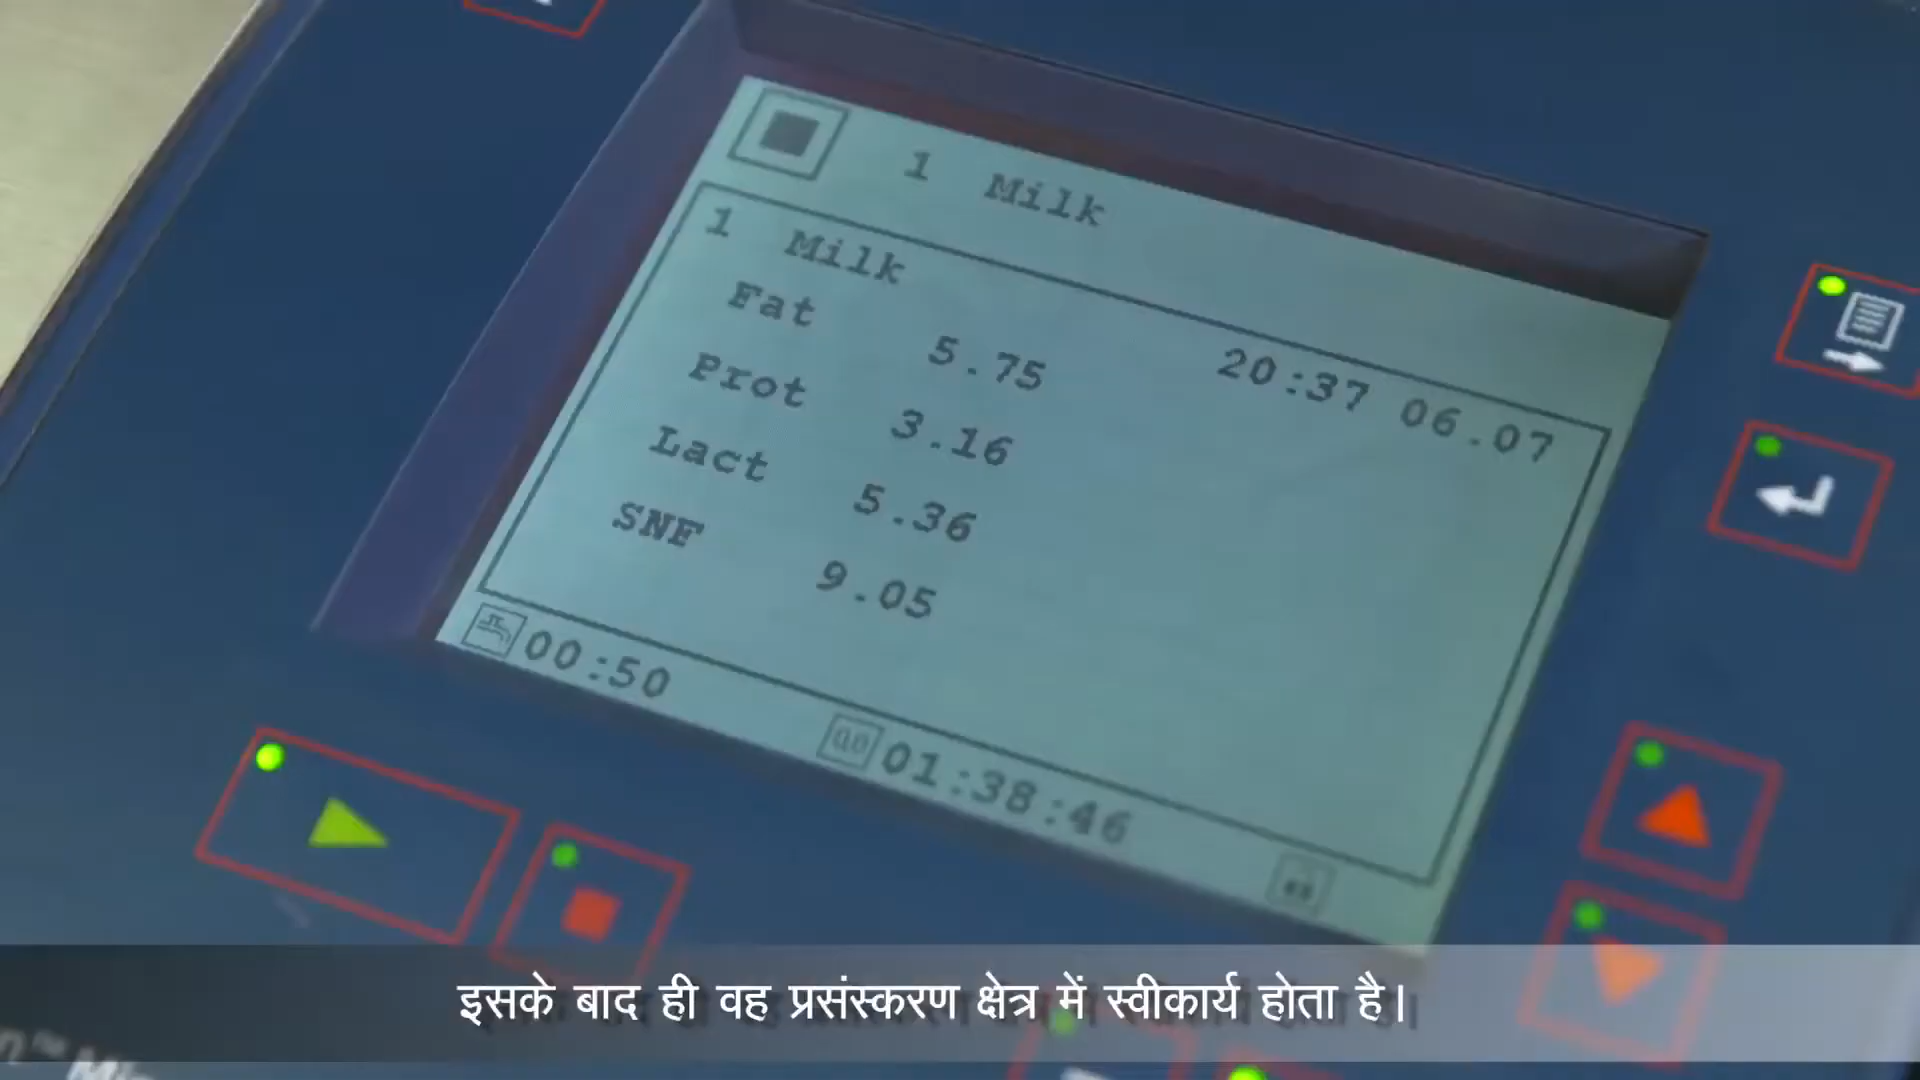 1 Milk
1 Milk
20:37 06.07
Fat 5.75
Prot 3.16
Lact 5.36
SNF 9.05
00:50
01:38:46
इसके बाद ही वह प्रसंस्करण क्षेत्र में स्वीकार्य होता है।